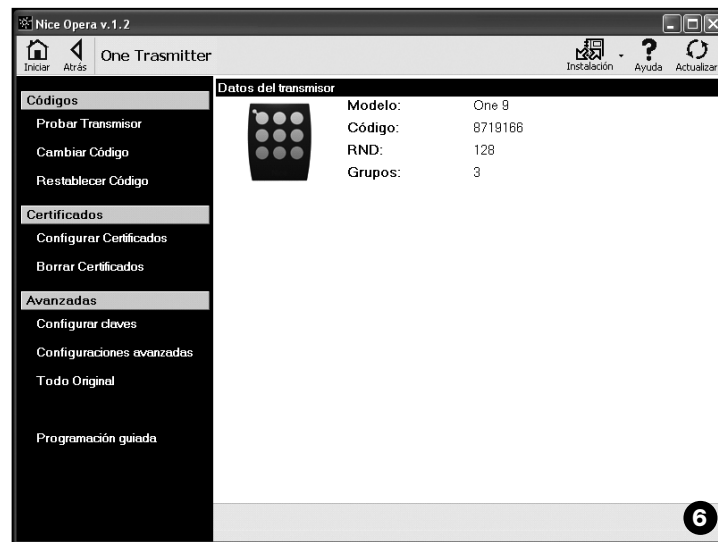 Nice Opera v.1.2
Iniciar Atrás One Trasmitter Instalación Ayuda Actualizar
Datos del transmisor
Códigos
Probar Transmisor
Cambiar Código
Restablecer Código
Certificados
Configurar Certificados
Borrar Certificados
Avanzadas
Configurar claves
Configuraciones avanzadas
Todo Original
Programación guiada
Modelo: One 9
Código: 8719166
RND: 128
Grupos: 3
6